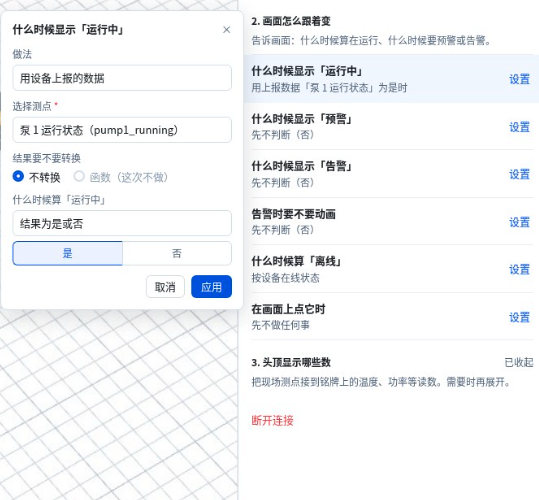 什么时候显示「运行中」
×
做法
用设备上报的数据
选择测点 *
泵 1 运行状态（pump1_running）
结果要不要转换
不转换
函数（这次不做）
什么时候算「运行中」
结果为是或否
是
否
取消
应用
2. 画面怎么跟着变
告诉画面：什么时候算在运行、什么时候要预警或告警。
什么时候显示「运行中」
用上报数据「泵 1 运行状态」为是时
设置
什么时候显示「预警」
先不判断（否）
设置
什么时候显示「告警」
先不判断（否）
设置
告警时要不要动画
先不判断（否）
设置
什么时候算「离线」
按设备在线状态
设置
在画面上点它时
先不做任何事
设置
3. 头顶显示哪些数
已收起
把现场测点接到铭牌上的温度、功率等读数。需要时再展开。
断开连接